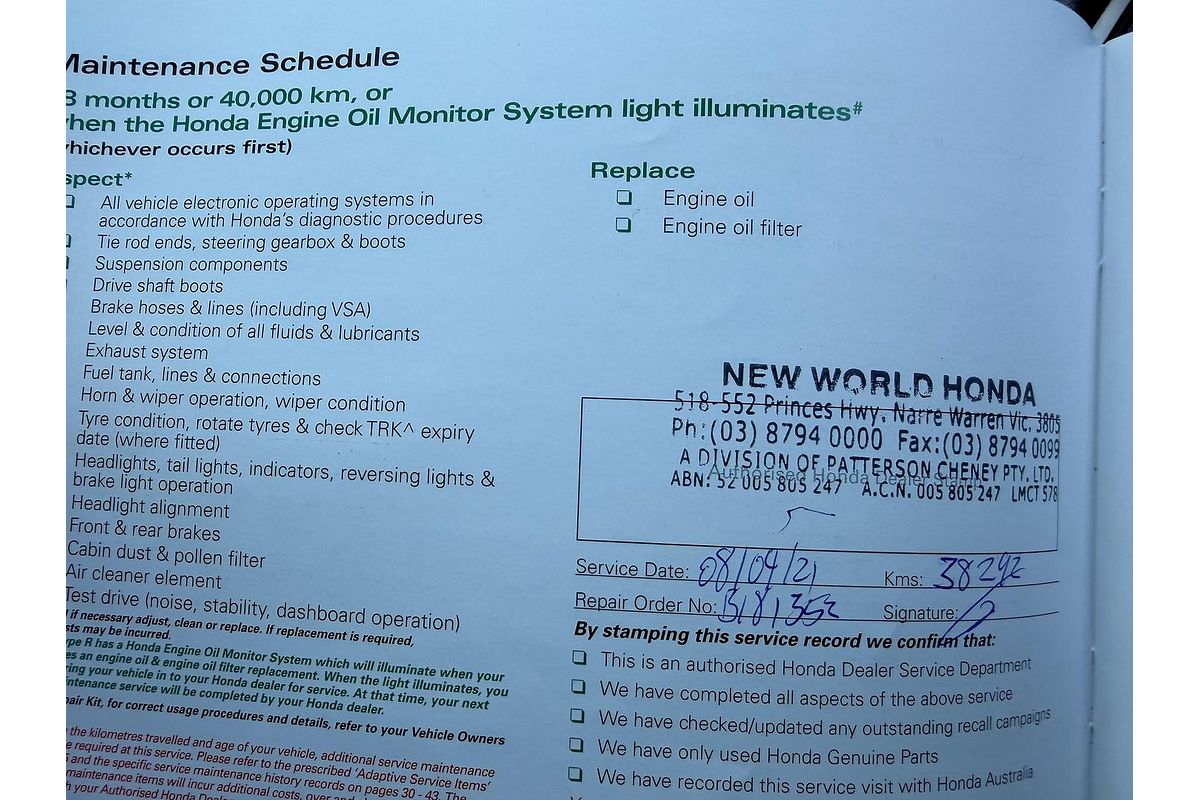 Maintenance Schedule
8 months or 40,000 km, or
when the Honda Engine Oil Monitor System light illuminates#
whichever occurs first)
spect*
All vehicle electronic operating systems in
accordance with Honda's diagnostic procedures
Tie rod ends, steering gearbox & boots
Suspension components
Drive shaft boots
Brake hoses & lines (including VSA)
Level & condition of all fluids & lubricants
Exhaust system
Fuel tank, lines & connections
Horn & wiper operation, wiper condition
Tyre condition, rotate tyres & check TRK^ expiry
date (where fitted)
Headlights, tail lights, indicators, reversing lights &
brake light operation
Headlight alignment
Front & rear brakes
Cabin dust & pollen filter
Air cleaner element
Test drive (noise, stability, dashboard operation)
if necessary adjust, clean or replace. If replacement is required,
sts may be incurred.
ype R has a Honda Engine Oil Monitor System which will illuminate when your
es an engine oil & engine oil filter replacement. When the light illuminates, you
ring your vehicle in to your Honda dealer for service. At that time, your next
ntenance service will be completed by your Honda dealer.
pair Kit, for correct usage procedures and details, refer to your Vehicle Owners
the kilometres travelled and age of your vehicle, additional service maintenance
e required at this service. Please refer to the prescribed 'Adaptive Service Items'
and the specific service maintenance history records on pages 30 - 43. The
maintenance items will incur additional costs, over and
your Authorised Honda
Replace
Engine oil
Engine oil filter
NEW WORLD HONDA
518-552 Princes Hwy, Narre Warren Vic, 3805
Ph:(03) 8794 0000 Fax:(03) 8794 0099
A DIVISION OF PATTERSON CHENEY PTY. LTD.
Authorised Honda Dealer Stamp
ABN: 52 005 805 247 A.C.N. 005 805 247 LMCT 578
Service Date: 08/04/21 Kms: 38292
Repair Order No: B181352 Signature:
By stamping this service record we confirm that:
This is an authorised Honda Dealer Service Department
We have completed all aspects of the above service
We have checked/updated any outstanding recall campaigns
We have only used Honda Genuine Parts
We have recorded this service visit with Honda Australia